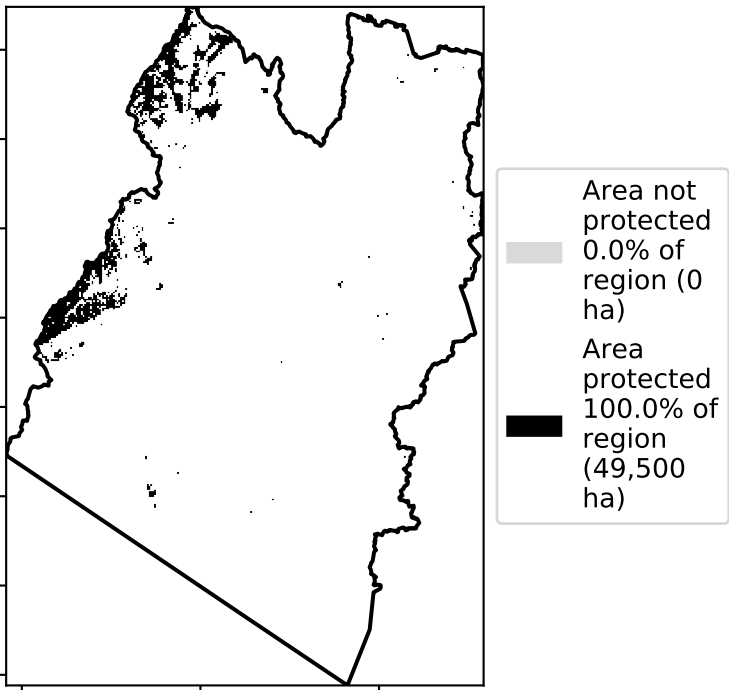 Area not
protected
0.0% of
region (0
ha)
Area
protected
100.0% of
region
(49,500
ha)